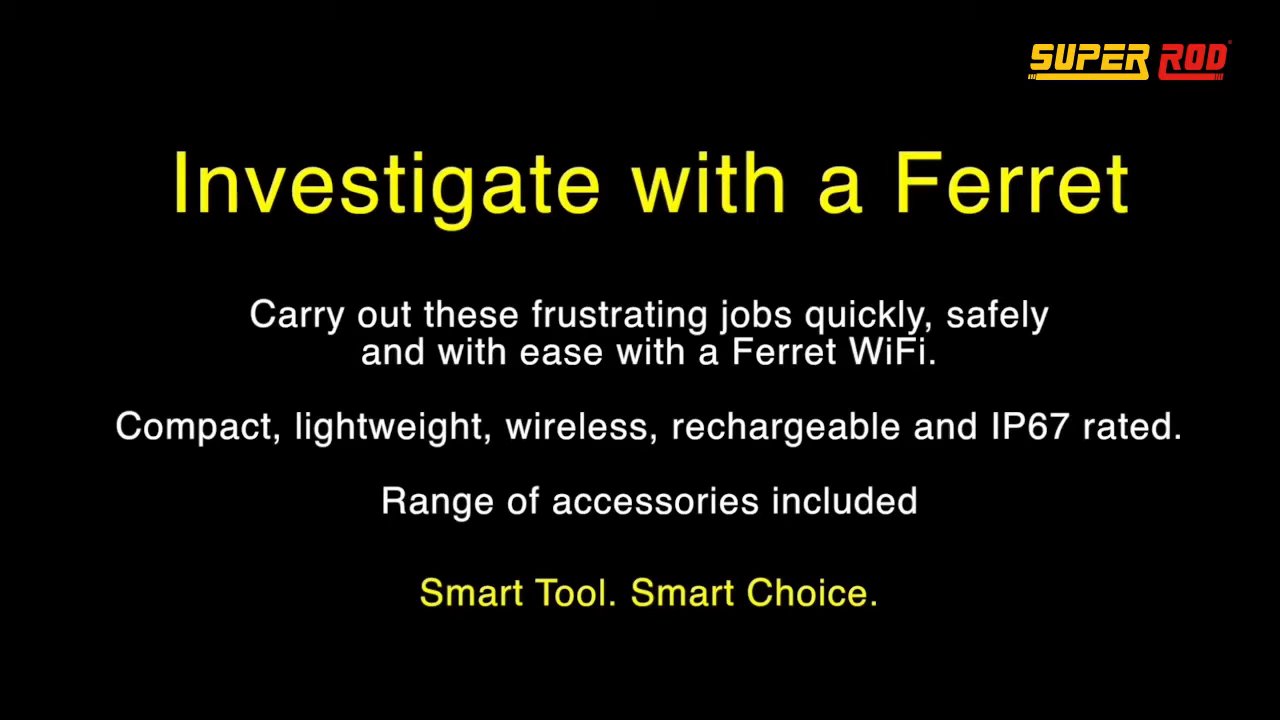 SUPER ROD
Investigate with a Ferret
Carry out these frustrating jobs quickly, safely
and with ease with a Ferret WiFi.
Compact, lightweight, wireless, rechargeable and IP67 rated.
Range of accessories included
Smart Tool. Smart Choice.